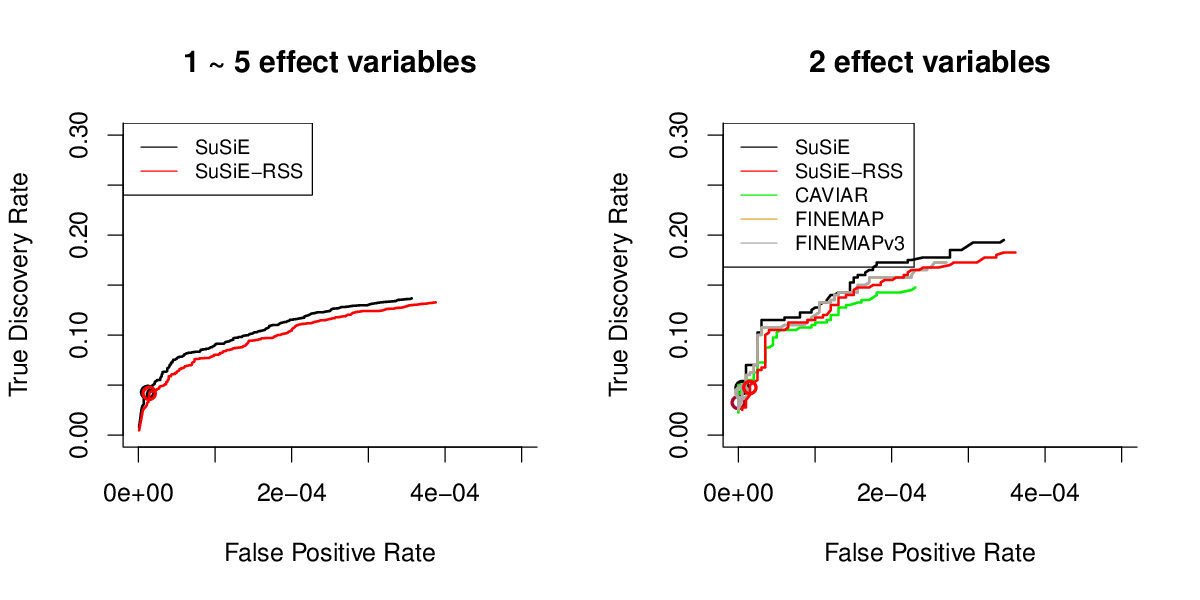 1 ~ 5 effect variables
True Discovery Rate
0.00 0.10 0.20 0.30
SuSiE
SuSiE−RSS
0e+00 2e−04 4e−04
False Positive Rate
2 effect variables
True Discovery Rate
0.00 0.10 0.20 0.30
SuSiE
SuSiE−RSS
CAVIAR
FINEMAP
FINEMAPv3
0e+00 2e−04 4e−04
False Positive Rate